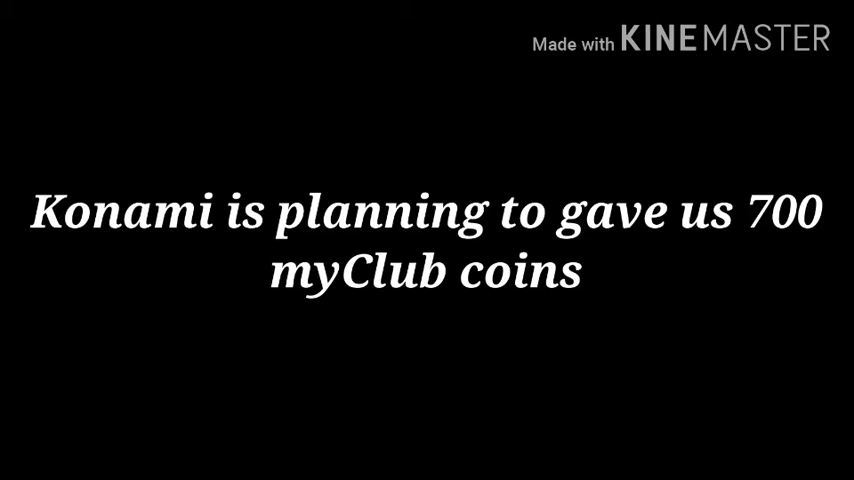 Made with KINEMASTER
Konami is planning to gave us 700
myClub coins